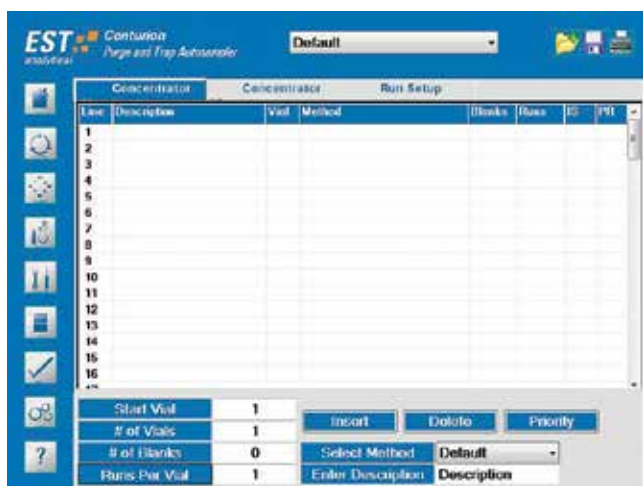 EST analytical
Centurion
Purge and Trap Autosampler
Default
Concentrator Concentrator Run Setup
Line Description Vial Method Blanks Runs IS PR
1
2
3
4
5
6
7
8
9
10
11
12
13
14
15
16
Start Vial 1
# of Vials 1
# of Blanks 0
Runs Per Vial 1
Insert Delete Priority
Select Method Default
Enter Description Description
?